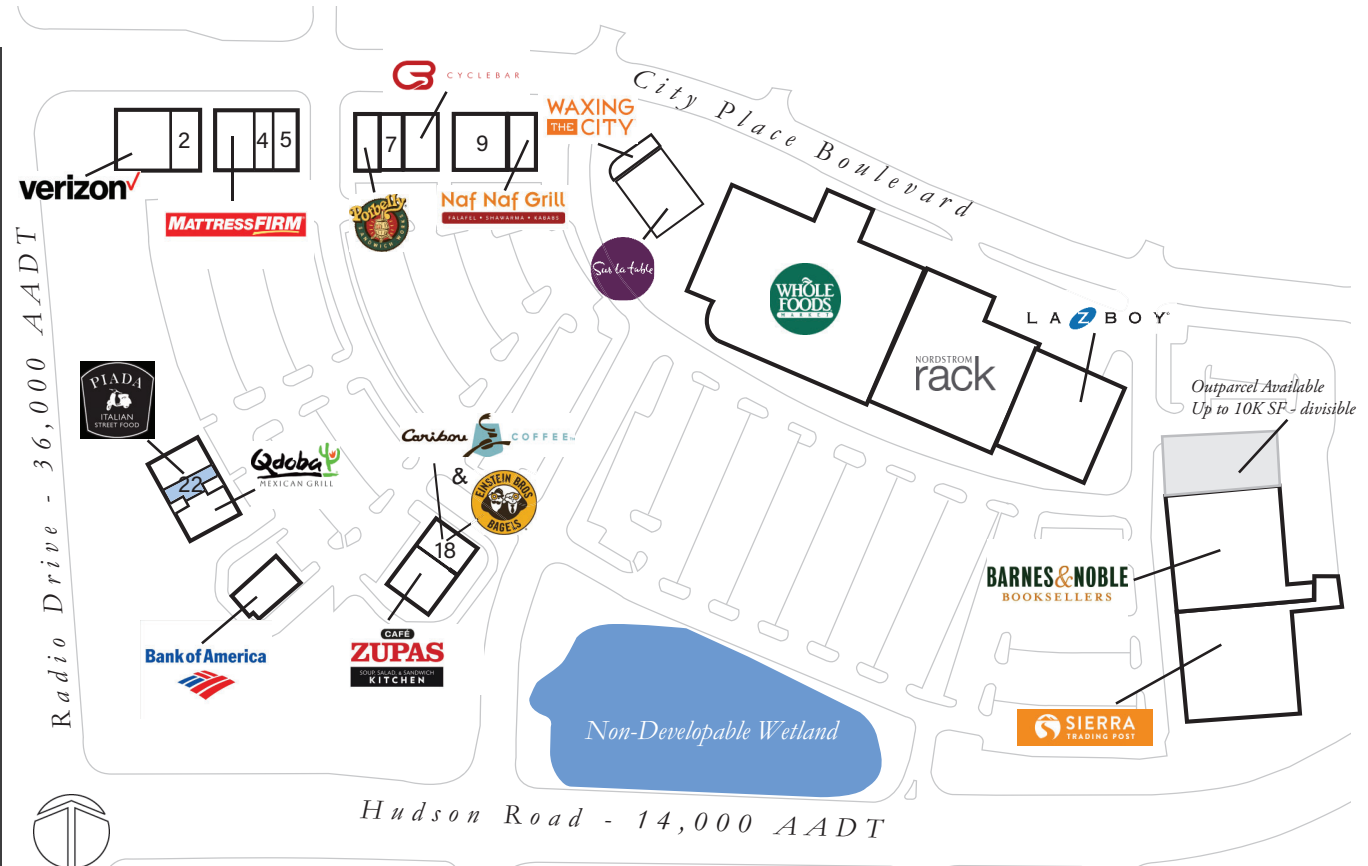 CYCLEBAR
WAXING
THE CITY
City Place Boulevard
2
4
5
7
9
verizon
MATTRESSFIRM
Potbelly
SANDWICH WORKS
Naf Naf Grill
FALAFEL • SHAWARMA • KABABS
Sur la table
WHOLE
FOODS
MARKET
NORDSTROM
rack
LA Z BOY
Outparcel Available
Up to 10K SF - divisible
Radio Drive - 36,000 AADT
PIADA
ITALIAN
STREET FOOD
22
Qdoba
MEXICAN GRILL
Caribou COFFEE
&
EINSTEIN BROS
BAGELS
18
BARNES&NOBLE
BOOKSELLERS
Bank of America
CAFÉ
ZUPAS
SOUP, SALAD, & SANDWICH
KITCHEN
Non-Developable Wetland
SIERRA
TRADING POST
Hudson Road - 14,000 AADT